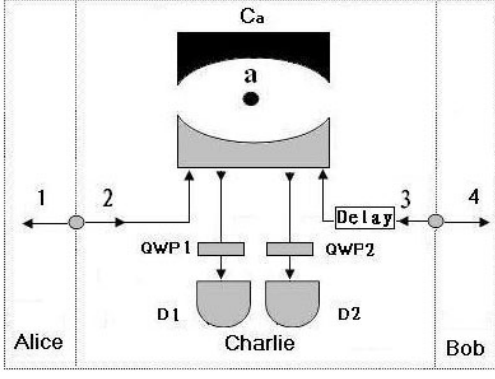 Ca
a
1 2 Delay 3 4
QWP1 QWP2
D1 D2
Alice Charlie Bob